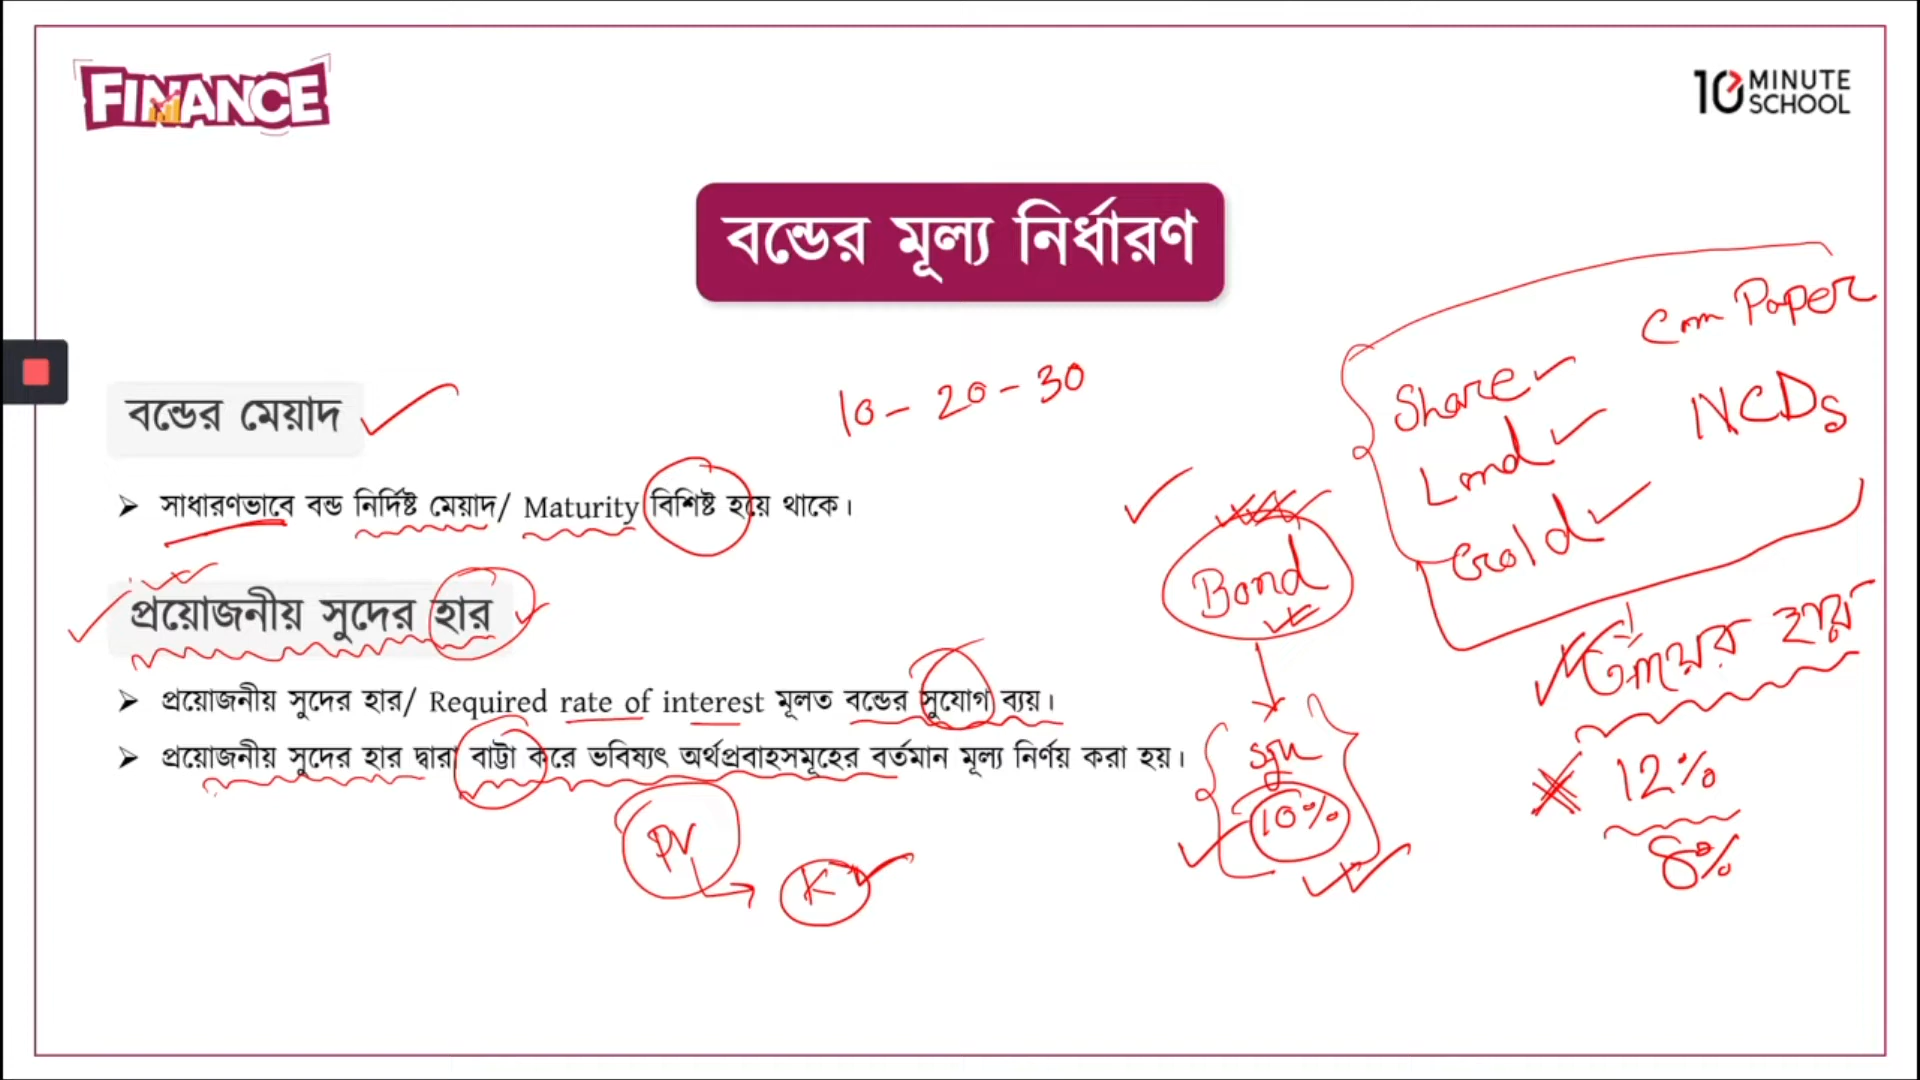 FINANCE
10 MINUTE SCHOOL
বন্ডের মূল্য নির্ধারণ
বন্ডের মেয়াদ
10 - 20 - 30
➢ সাধারণভাবে বন্ড নির্দিষ্ট মেয়াদ/ Maturity বিশিষ্ট হয়ে থাকে।
প্রয়োজনীয় সুদের হার
➢ প্রয়োজনীয় সুদের হার/ Required rate of interest মূলত বন্ডের সুযোগ ব্যয়।
➢ প্রয়োজনীয় সুদের হার দ্বারা বাট্টা করে ভবিষ্যৎ অর্থপ্রবাহসমূহের বর্তমান মূল্য নির্ণয় করা হয়।
PV
K
Bond
10%
Com Paper
Share
NCDs
Land
Gold
আয়ের হার
12%
8%